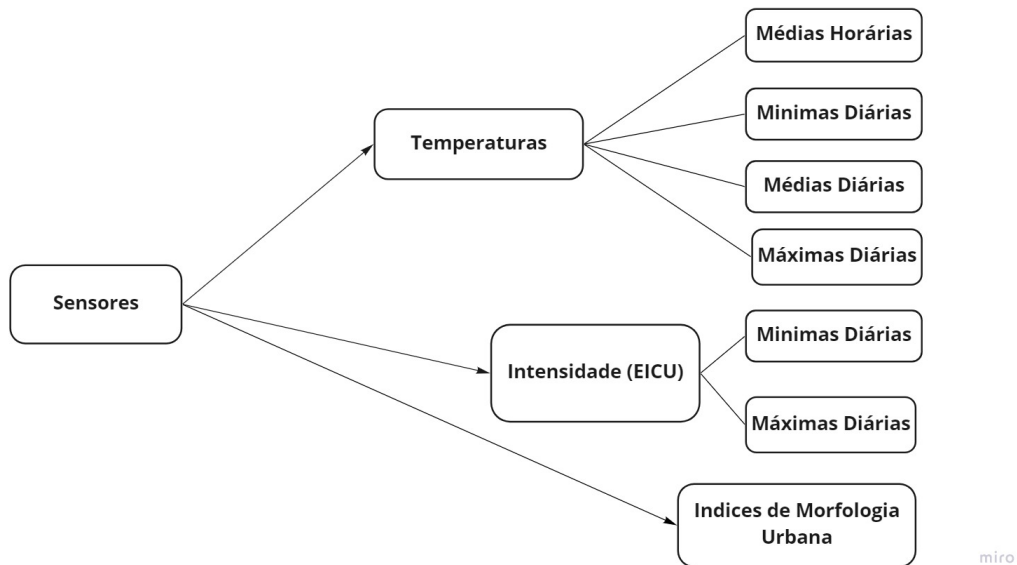 Médias Horárias
Minimas Diárias
Temperaturas
Médias Diárias
Máximas Diárias
Sensores
Minimas Diárias
Intensidade (EICU)
Máximas Diárias
Indices de Morfologia
Urbana
miro